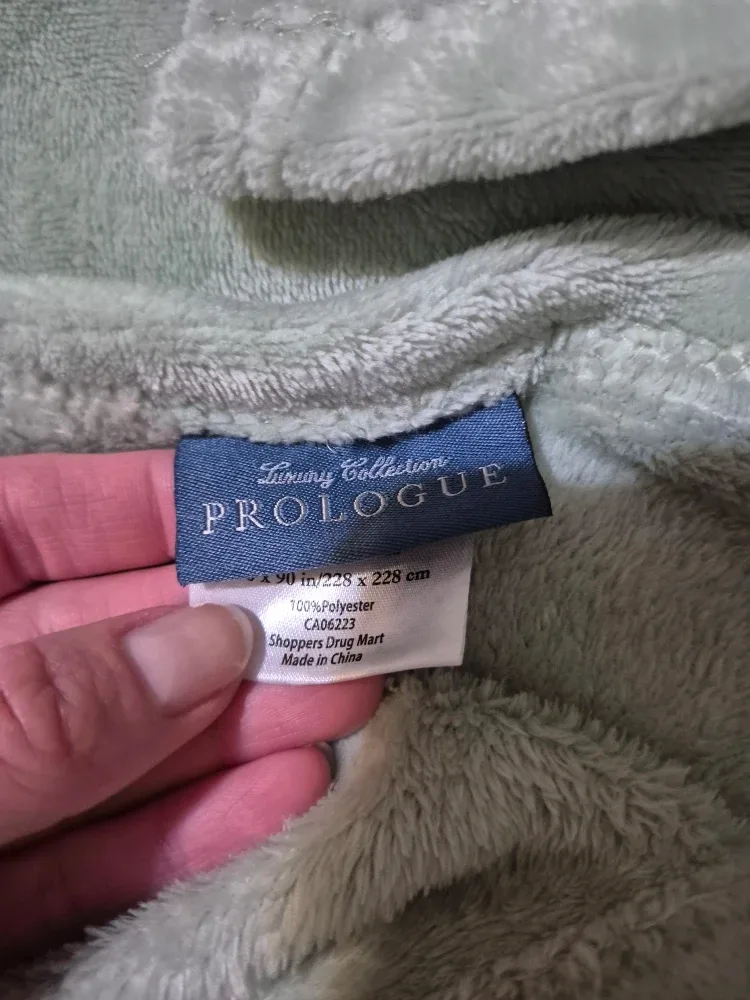 Luxury Collection
PROLOGUE
x 90 in/228 x 228 cm
100%Polyester
CA06223
Shoppers Drug Mart
Made in China